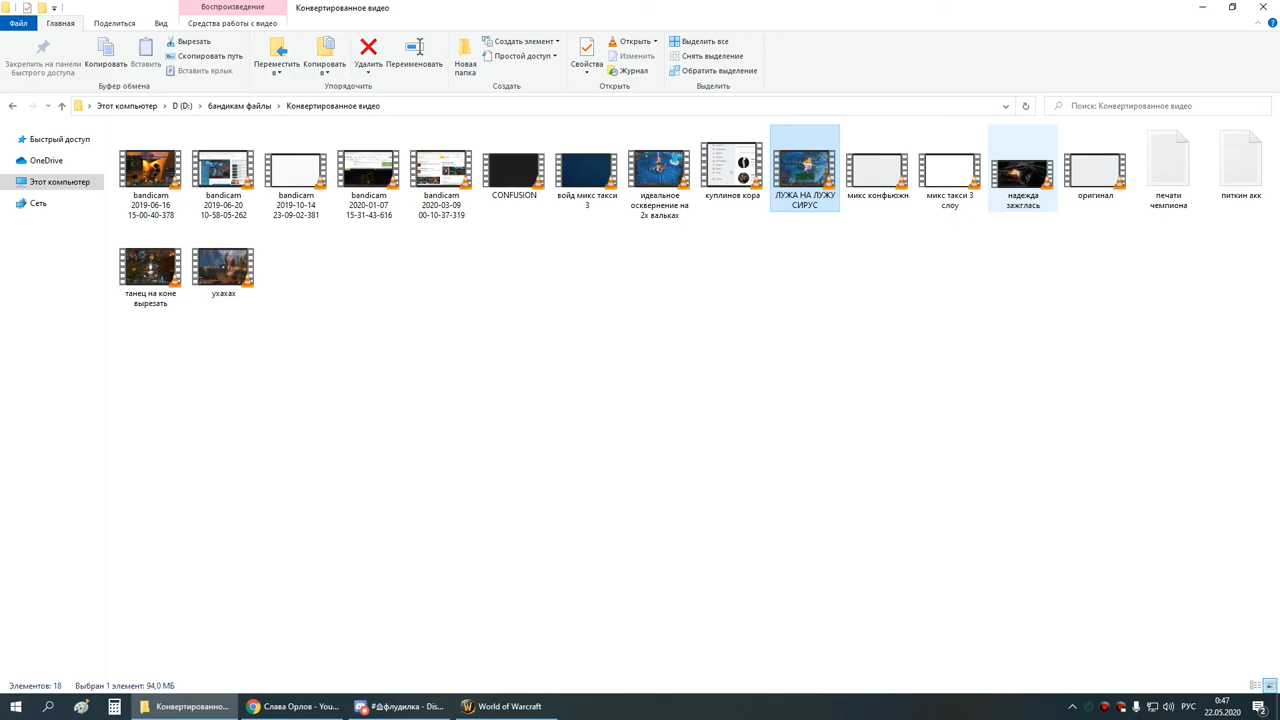 Воспроизведение
Конвертированное видео
Файл
Главная
Поделиться
Вид
Средства работы с видео
Закрепить на панели быстрого доступа
Копировать
Вставить
Вырезать
Скопировать путь
Вставить ярлык
Буфер обмена
Переместить в
Копировать в
Удалить
Переименовать
Упорядочить
Новая папка
Создать элемент
Простой доступ
Создать
Свойства
Открыть
Изменить
Журнал
Открыть
Выделить все
Снять выделение
Обратить выделение
Выделить
Этот компьютер > D (D:) > бандикам файлы > Конвертированное видео
Поиск: Конвертированное видео
Быстрый доступ
OneDrive
Этот компьютер
Сеть
bandicam 2019-06-16 15-00-40-378
bandicam 2019-06-20 10-58-05-262
bandicam 2019-10-14 23-09-02-381
bandicam 2020-01-07 15-31-43-616
bandicam 2020-03-09 00-10-37-319
CONFUSION
войд микс такси 3
идеальное осквернение на 2х вальках
куплинов кора
ЛУЖА НА ЛУЖУ СИРУС
микс конфьюжн
микс такси 3 слоу
надежда зажглась
оригинал
печати чемпиона
питкин акк
танец на коне вырезать
ухахах
Элементов: 18
Выбран 1 элемент: 94,0 МБ
Конвертированно...
Слава Орлов - You...
флудилка - Dis...
World of Warcraft
РУС
0:47
22.05.2020
2